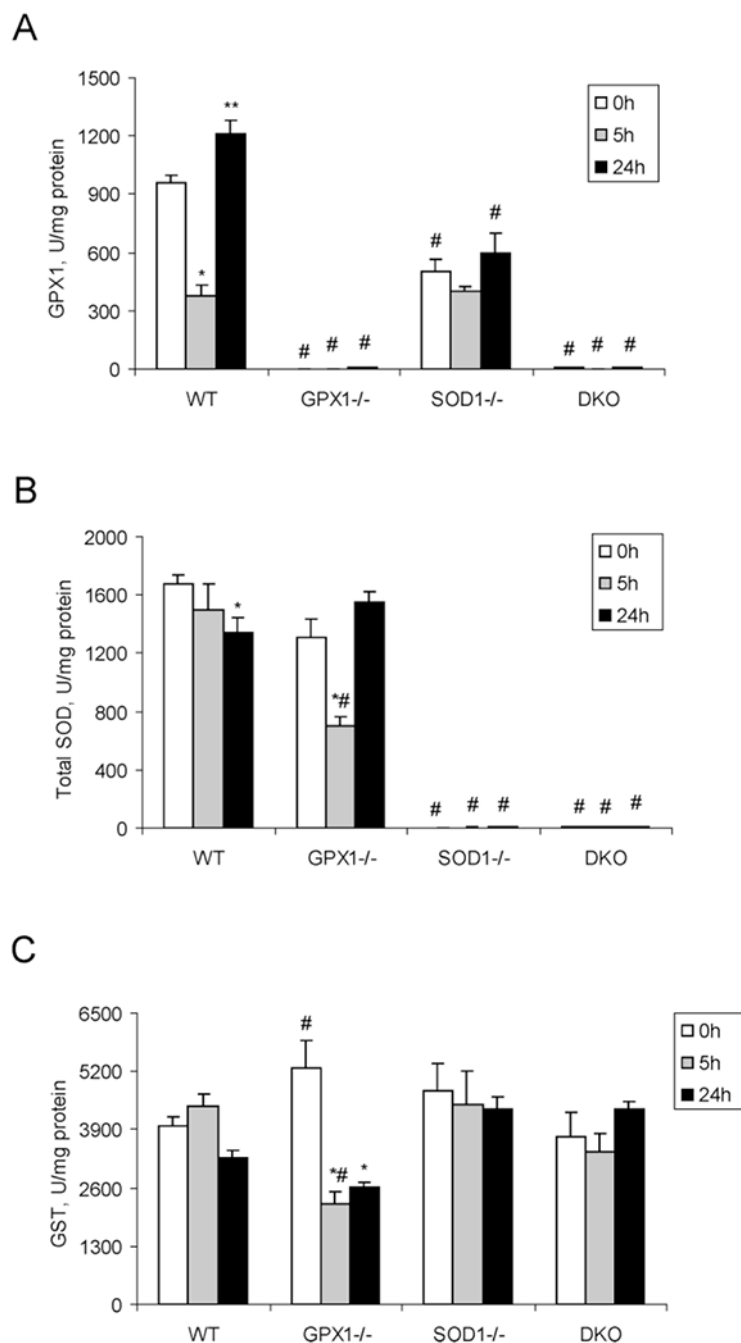 A
1500
1200
900
600
300
0
GPX1, U/mg protein
**
*
# # #
#
#
# # #
WT GPX1-/- SOD1-/- DKO
0h
5h
24h
B
2000
1600
1200
800
400
0
Total SOD, U/mg protein
*
*#
# # #
# # #
WT GPX1-/- SOD1-/- DKO
0h
5h
24h
C
6500
5200
3900
2600
1300
0
GST, U/mg protein
#
*# *
WT GPX1-/- SOD1-/- DKO
0h
5h
24h